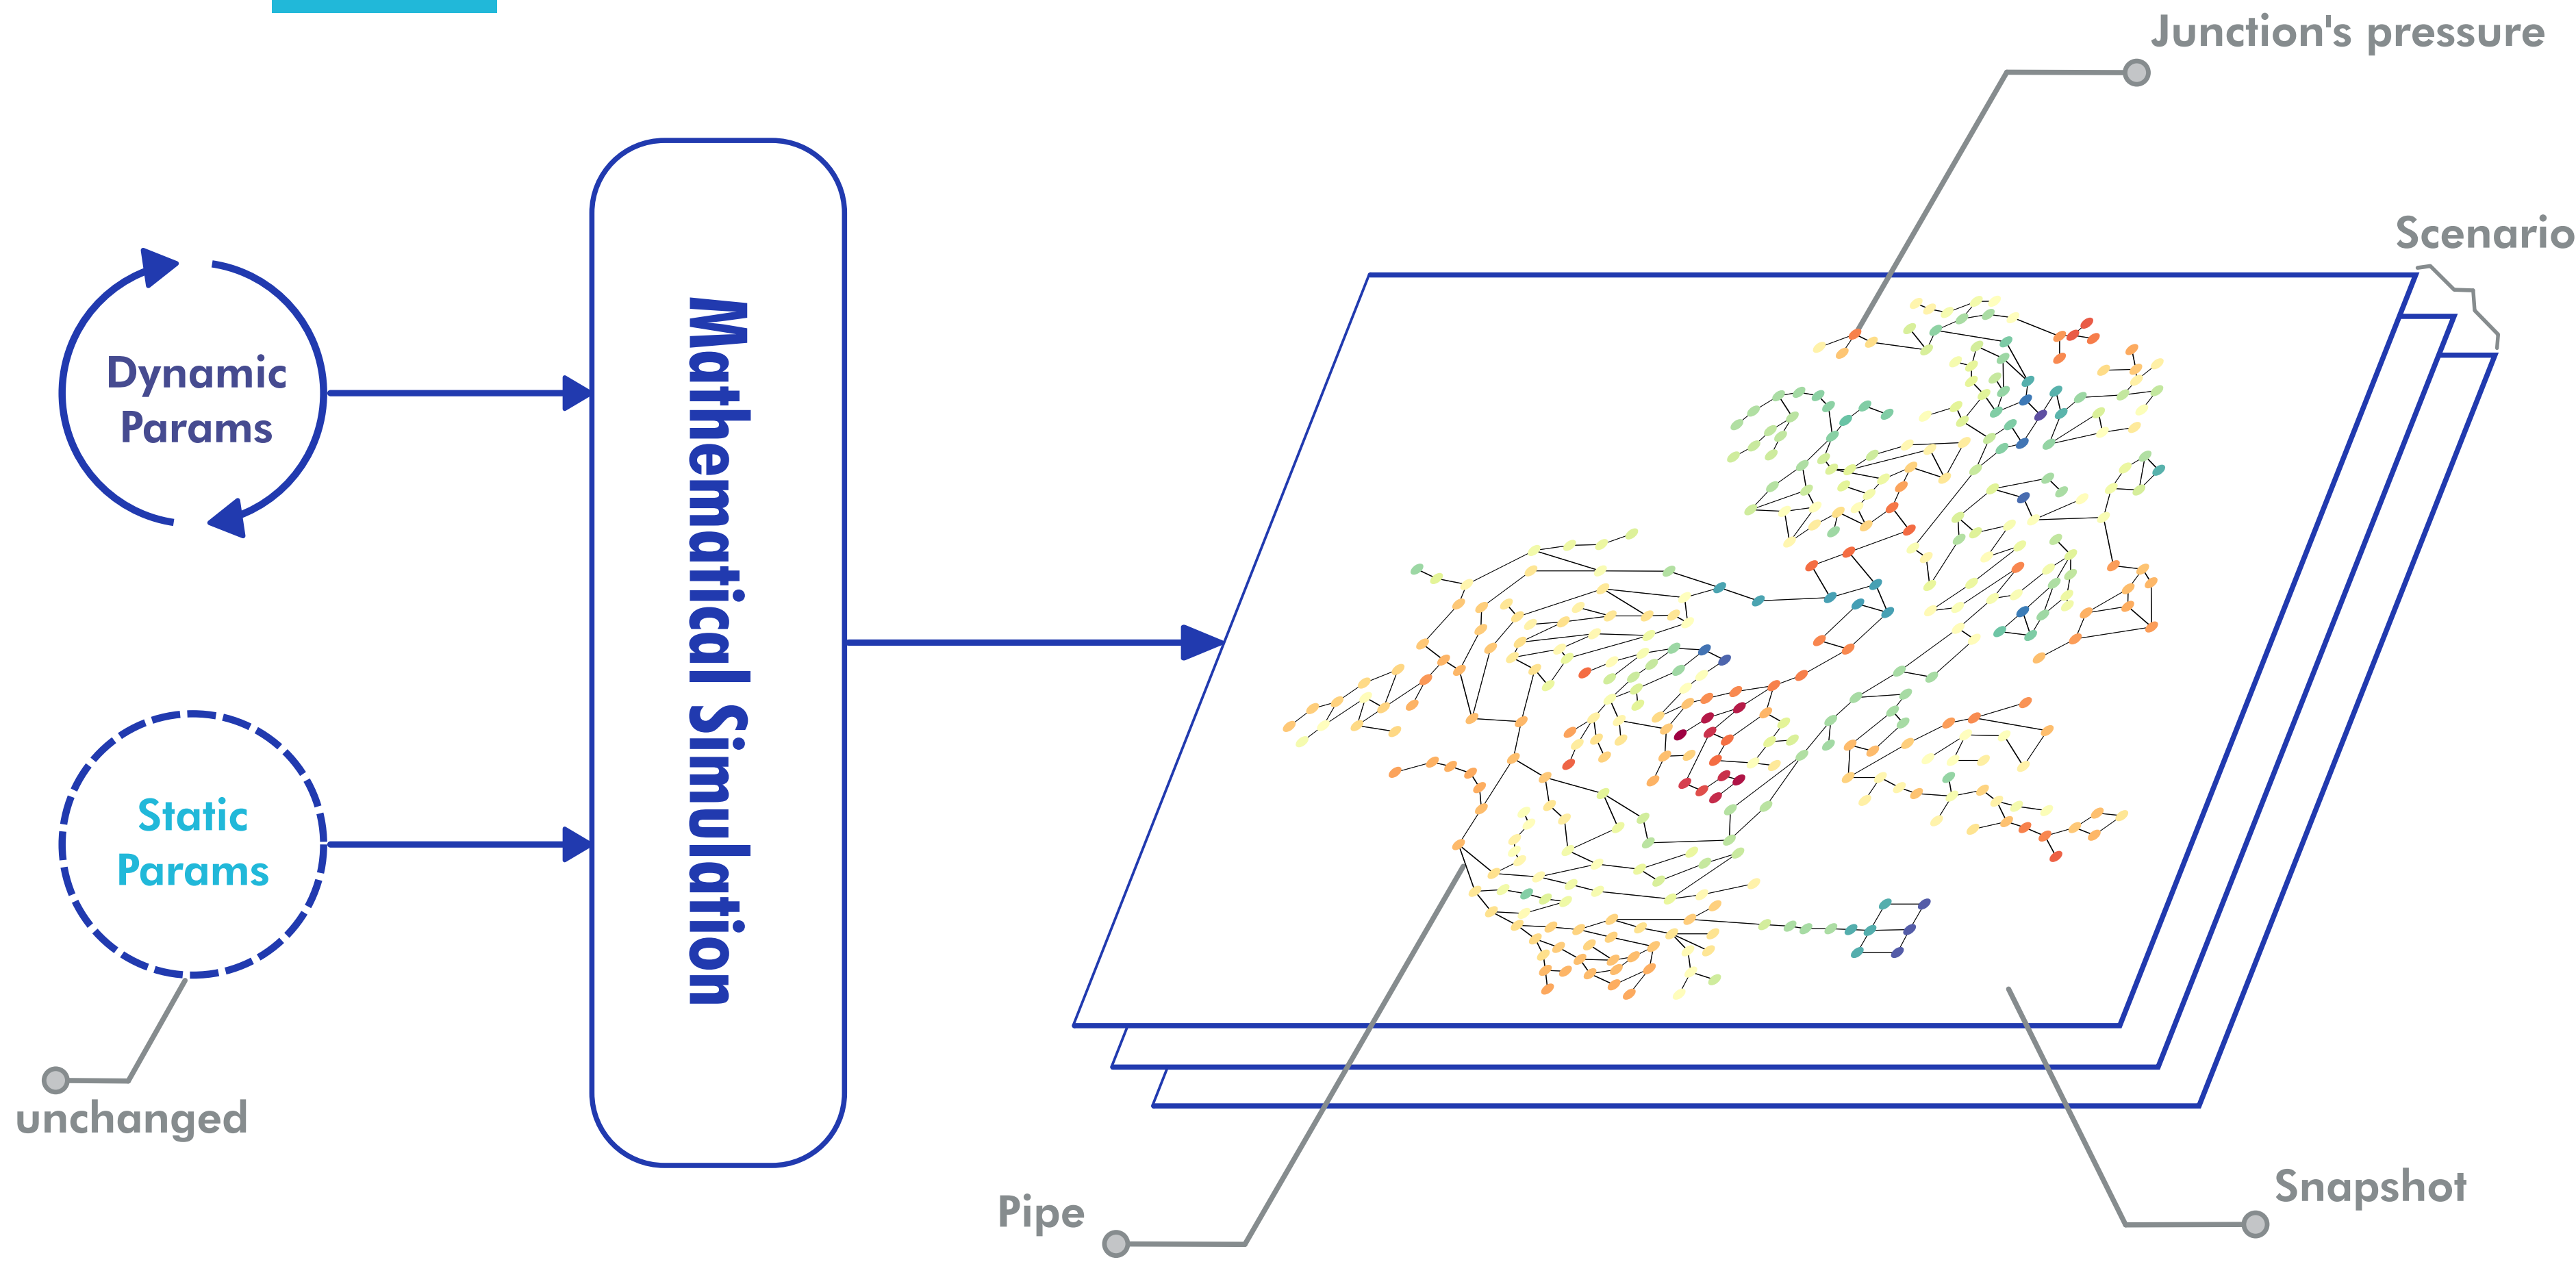 Junction's pressure
Scenario
Dynamic
Params
Mathematical Simulation
Static
Params
unchanged
Pipe
Snapshot